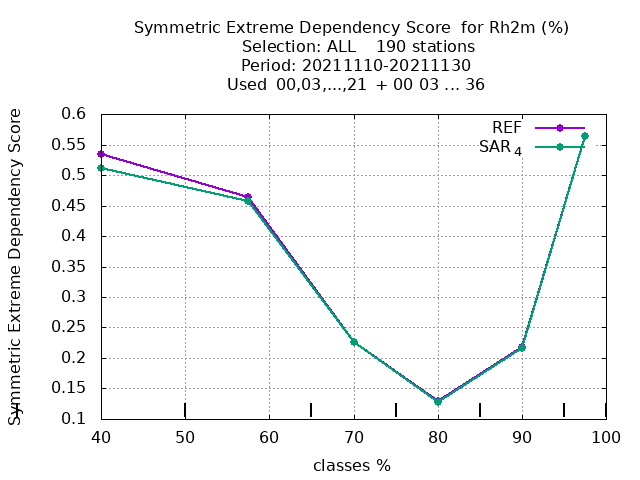 Symmetric Extreme Dependency Score for Rh2m (%)
Selection: ALL 190 stations
Period: 20211110-20211130
Used 00,03,...,21 + 00 03 ... 36
Symmetric Extreme Dependency Score
0.6
0.55
0.5
0.45
0.4
0.35
0.3
0.25
0.2
0.15
0.1
REF
SAR4
40 50 60 70 80 90 100
classes %